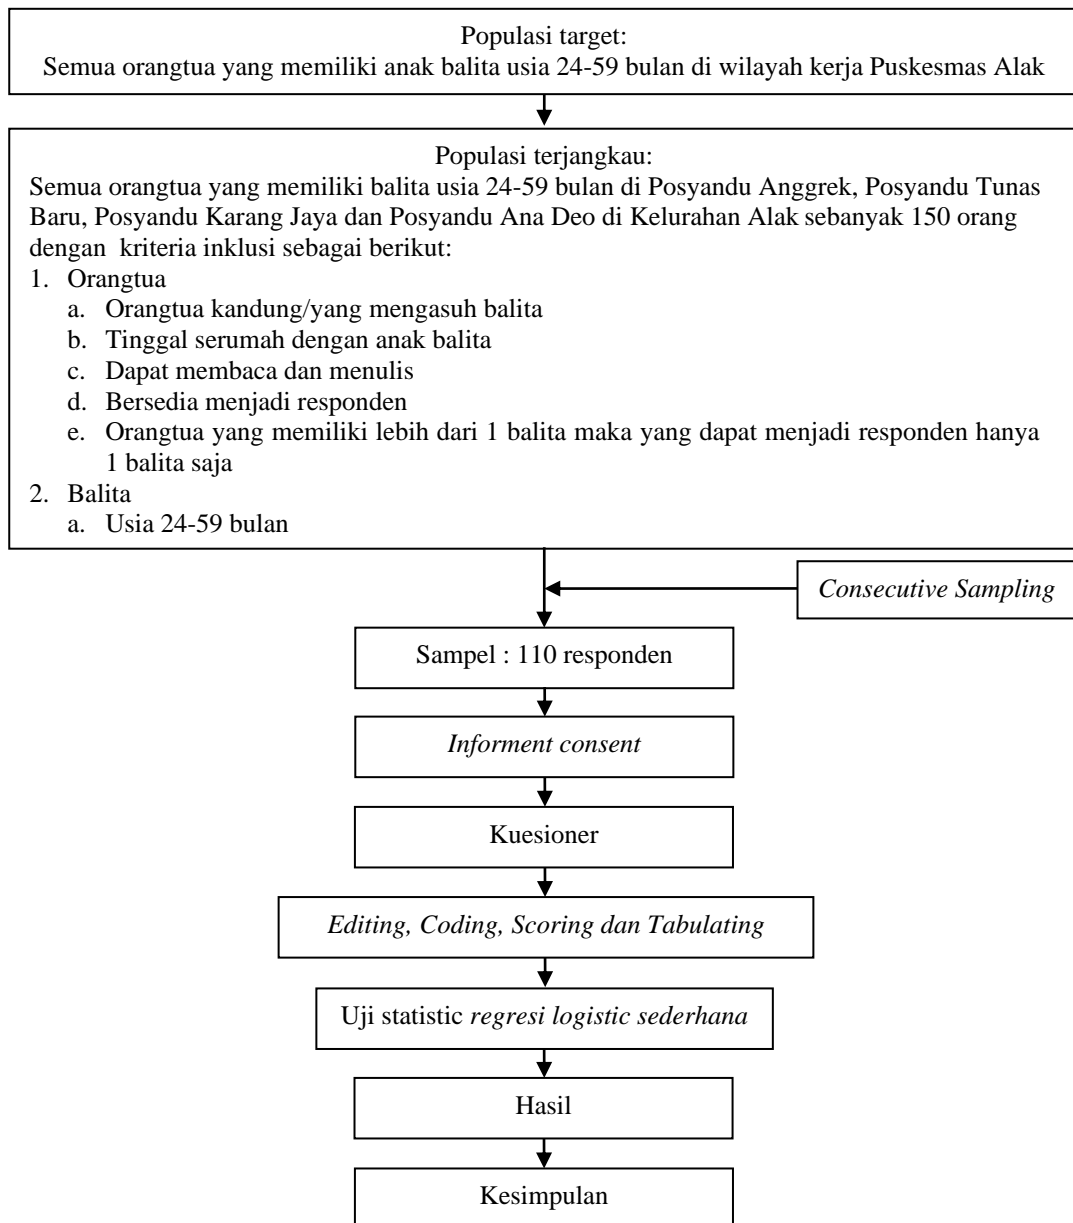 Populasi target:
Semua orangtua yang memiliki anak balita usia 24-59 bulan di wilayah kerja Puskesmas Alak
Populasi terjangkau:
Semua orangtua yang memiliki balita usia 24-59 bulan di Posyandu Anggrek, Posyandu Tunas
Baru, Posyandu Karang Jaya dan Posyandu Ana Deo di Kelurahan Alak sebanyak 150 orang
dengan kriteria inklusi sebagai berikut:
1. Orangtua
a. Orangtua kandung/yang mengasuh balita
b. Tinggal serumah dengan anak balita
c. Dapat membaca dan menulis
d. Bersedia menjadi responden
e. Orangtua yang memiliki lebih dari 1 balita maka yang dapat menjadi responden hanya
1 balita saja
2. Balita
a. Usia 24-59 bulan
Consecutive Sampling
Sampel : 110 responden
Informent consent
Kuesioner
Editing, Coding, Scoring dan Tabulating
Uji statistic regresi logistic sederhana
Hasil
Kesimpulan